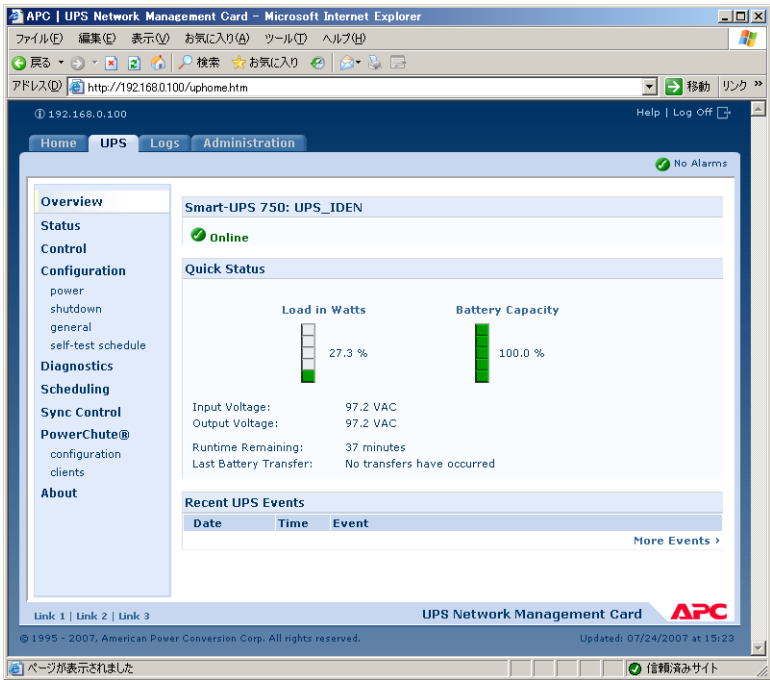 APC | UPS Network Management Card - Microsoft Internet Explorer
ファイル(F) 編集(E) 表示(V) お気に入り(A) ツール(T) ヘルプ(H)
戻る 検索 お気に入り
アドレス(D) http://192.168.0.100/uphome.htm 移動 リンク »
192.168.0.100 Help | Log Off
Home UPS Logs Administration
No Alarms
Overview
Status
Control
Configuration
power
shutdown
general
self-test schedule
Diagnostics
Scheduling
Sync Control
PowerChute®
configuration
clients
About
Smart-UPS 750: UPS_IDEN
Online
Quick Status
Load in Watts Battery Capacity
27.3 % 100.0 %
Input Voltage: 97.2 VAC
Output Voltage: 97.2 VAC
Runtime Remaining: 37 minutes
Last Battery Transfer: No transfers have occurred
Recent UPS Events
Date Time Event
More Events ›
Link 1 | Link 2 | Link 3
UPS Network Management Card APC
© 1995 - 2007, American Power Conversion Corp. All rights reserved. Updated: 07/24/2007 at 15:23
ページが表示されました 信頼済みサイト